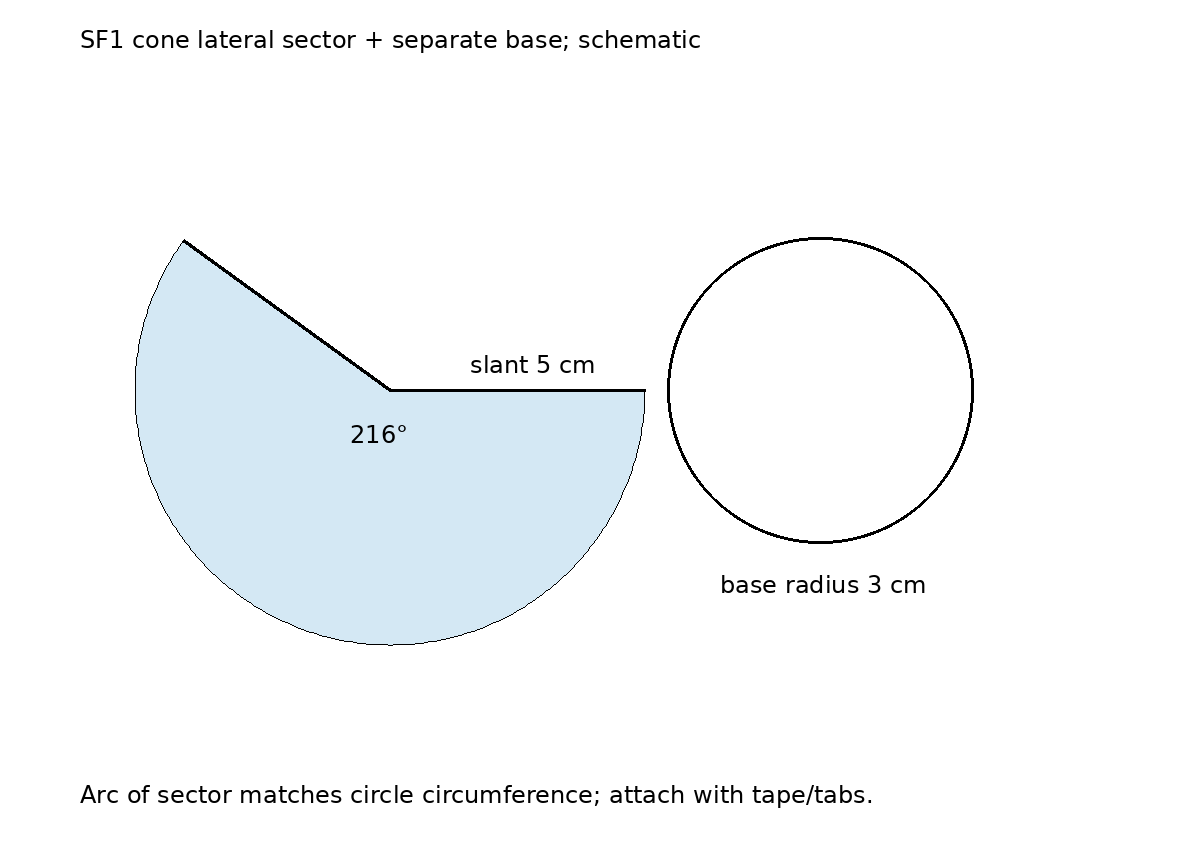 SF1 cone lateral sector + separate base; schematic
slant 5 cm
216°
base radius 3 cm
Arc of sector matches circle circumference; attach with tape/tabs.